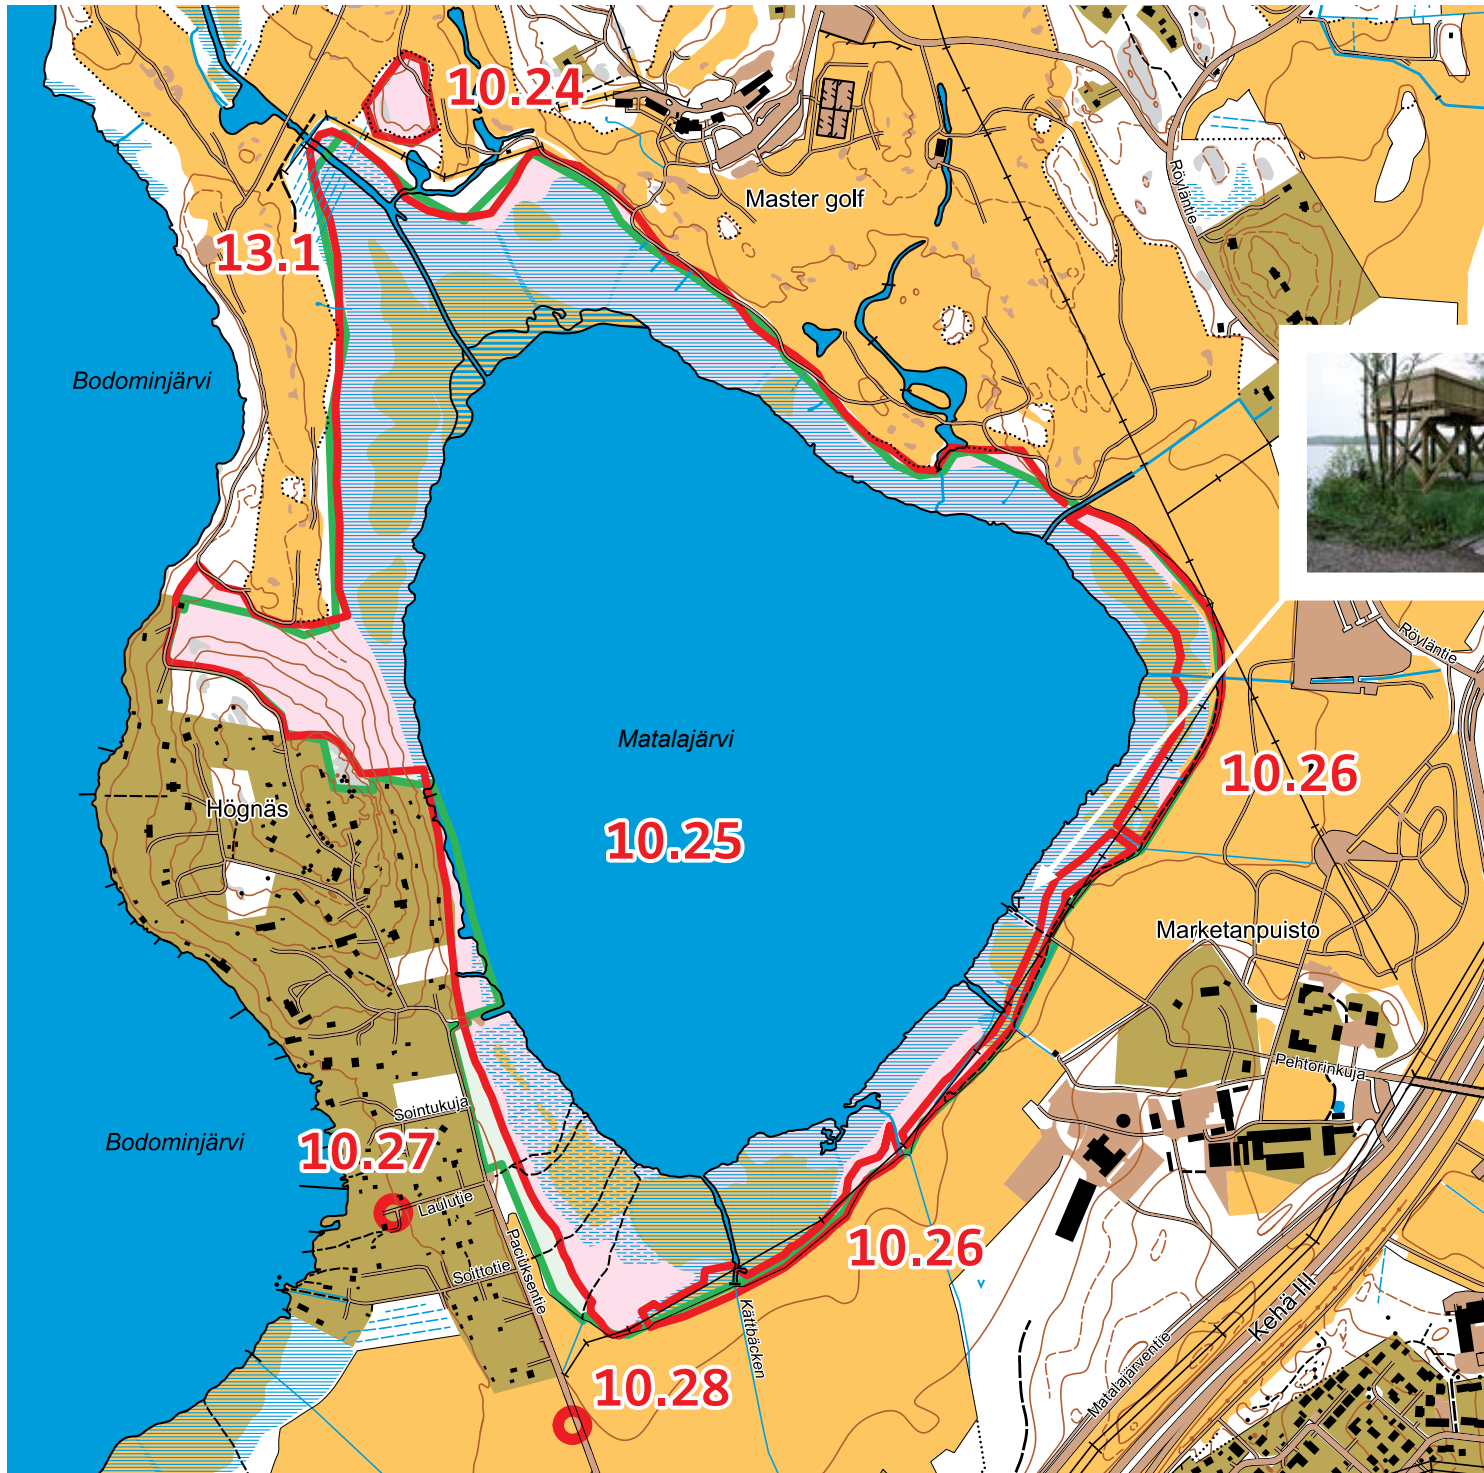 10.24
Röyläntie
Master golf
13.1
Bodominjärvi
Röyläntie
Matalajärvi
10.26
Högnäs
10.25
Marketanpuisto
Pehtorinkuja
Sointukuja
Bodominjärvi
10.27
Laulutie
Paciuksentie
10.26
Soittotie
Kättbäcken
Kehä III
Matalajärventie
10.28